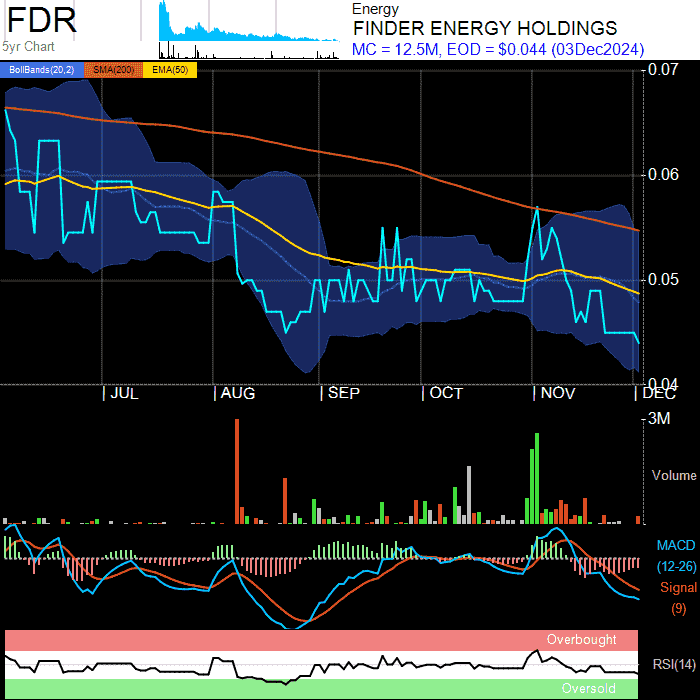 FDR
5yr Chart
Energy
FINDER ENERGY HOLDINGS
MC = 12.5M, EOD = $0.044 (03Dec2024)
BollBands(20,2) SMA(200) EMA(50)
0.07
0.06
0.05
0.04
JUL AUG SEP OCT NOV DEC
3M
Volume
MACD
(12-26)
Signal
(9)
Overbought
RSI(14)
Oversold